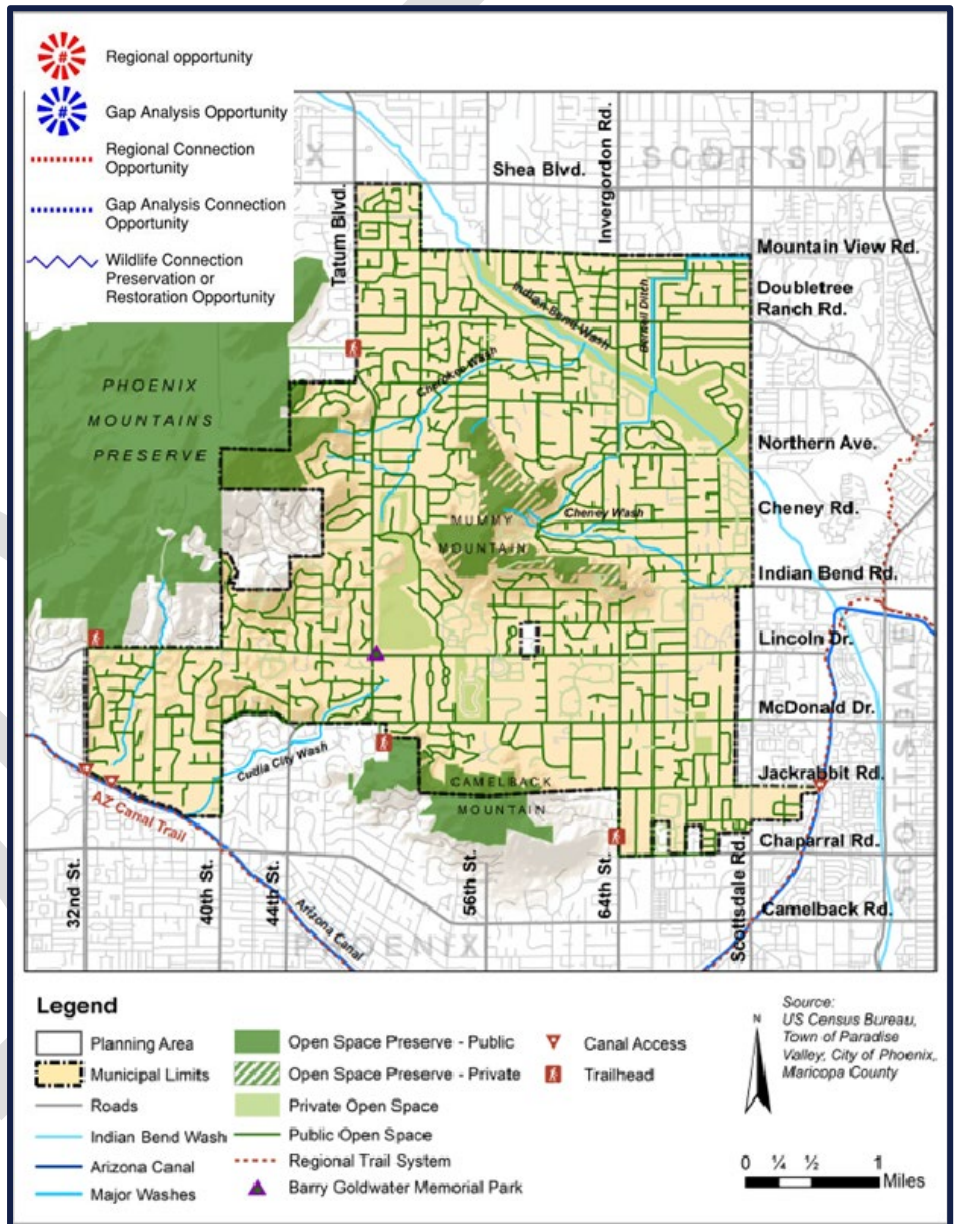 #
Regional opportunity
#
Gap Analysis Opportunity
Regional Connection
Opportunity
Gap Analysis Connection
Opportunity
Wildlife Connection
Preservation or
Restoration Opportunity
X
SCOTTSDALE
Shea Blvd.
Invergordon Rd.
Tatum Blvd.
Mountain View Rd.
Doubletree
Ranch Rd.
Indian Bend Wash
Berneil Ditch
Cherokee Wash
PHOENIX
MOUNTAINS
PRESERVE
Northern Ave.
Cheney Rd.
Cheney Wash
MUMMY
MOUNTAIN
Indian Bend Rd.
Lincoln Dr.
McDonald Dr.
Cudia City Wash
CAMELBACK
MOUNTAIN
Jackrabbit Rd.
AZ Canal Trail
Chaparral Rd.
SCOTTSDALE
32nd St.
40th St.
44th St.
56th St.
64th St.
Scottsdale Rd.
Camelback Rd.
Arizona Canal
PHOENIX
Legend
Planning Area
Municipal Limits
Roads
Indian Bend Wash
Arizona Canal
Major Washes
Open Space Preserve - Public
Open Space Preserve - Private
Private Open Space
Public Open Space
Regional Trail System
Barry Goldwater Memorial Park
Canal Access
Trailhead
N
Source:
US Census Bureau,
Town of Paradise
Valley, City of Phoenix,
Maricopa County
0 ¼ ½ 1
Miles